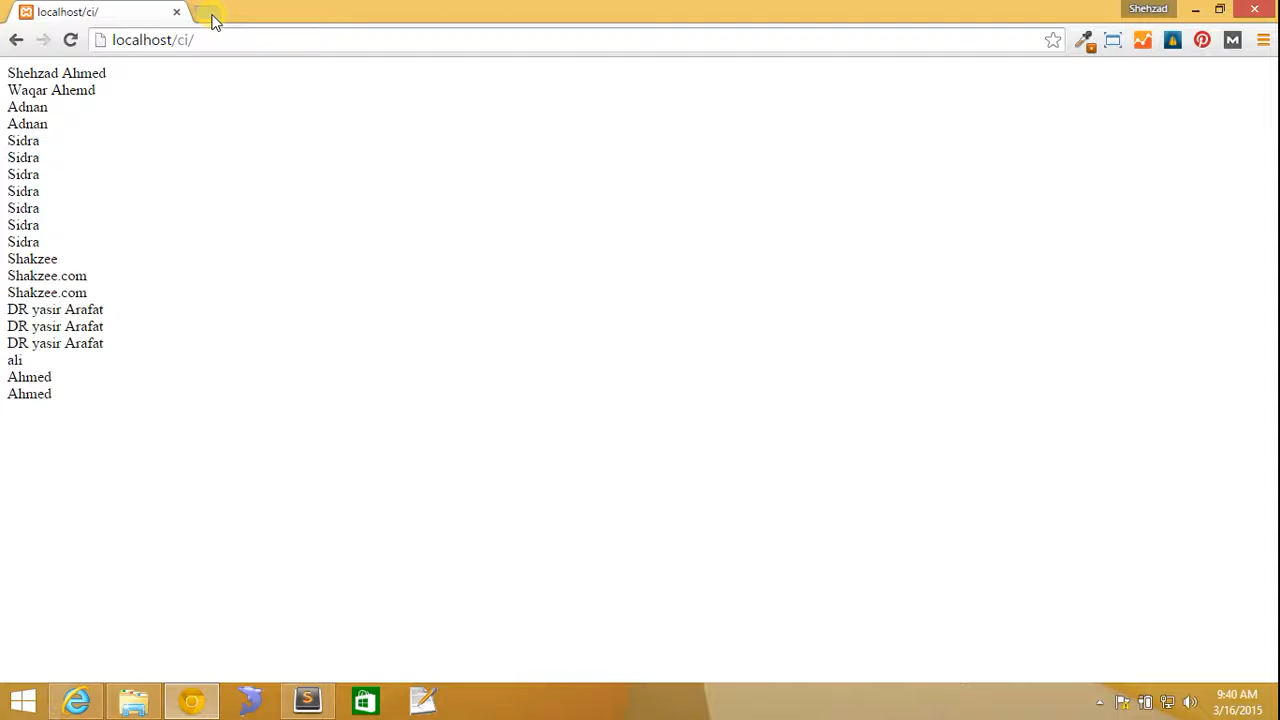 localhost/ci/
Shehzad
localhost/ci/
Shehzad Ahmed
Waqar Ahemd
Adnan
Adnan
Sidra
Sidra
Sidra
Sidra
Sidra
Sidra
Sidra
Shakzee
Shakzee.com
Shakzee.com
DR yasir Arafat
DR yasir Arafat
DR yasir Arafat
ali
Ahmed
Ahmed
9:40 AM
3/16/2015